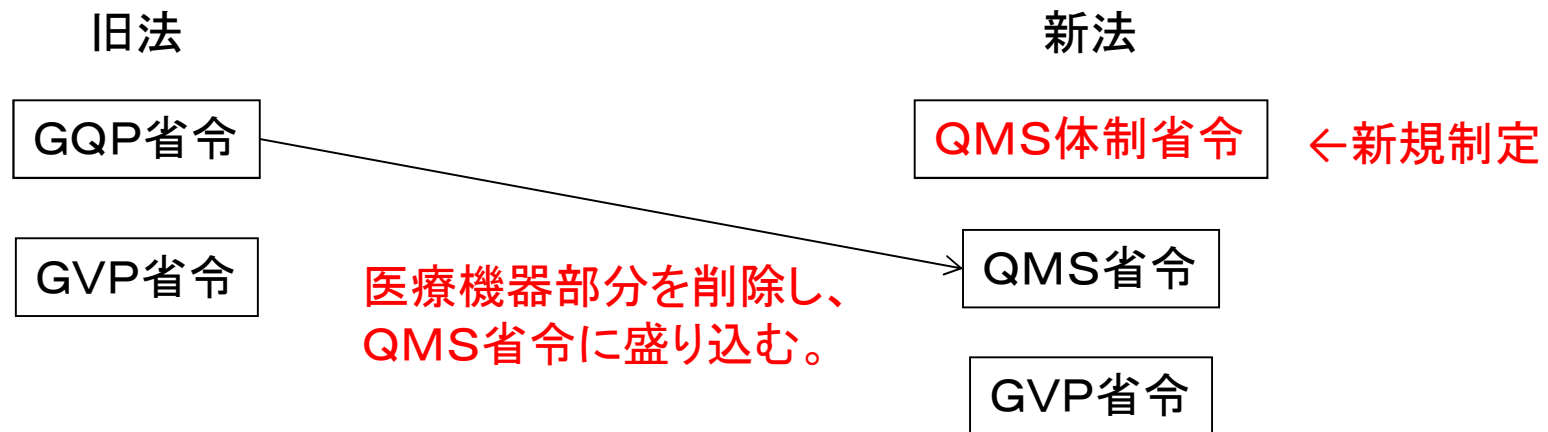 旧法
新法
GQP省令
QMS体制省令
←新規制定
GVP省令
QMS省令
医療機器部分を削除し、
QMS省令に盛り込む。
GVP省令